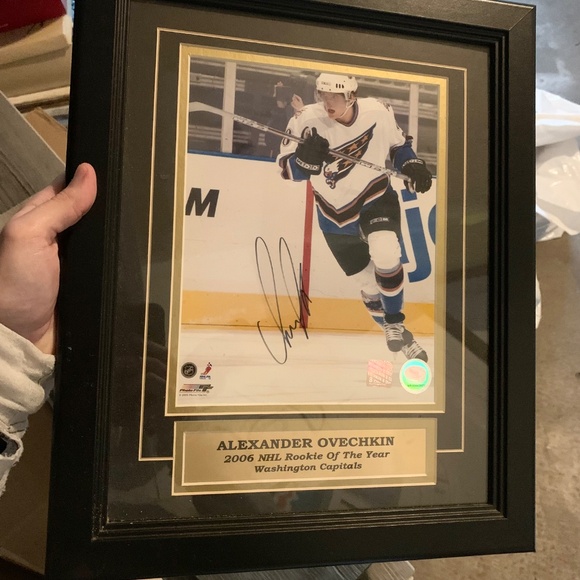 M
ALEXANDER OVECHKIN
2006 NHL Rookie Of The Year
Washington Capitals